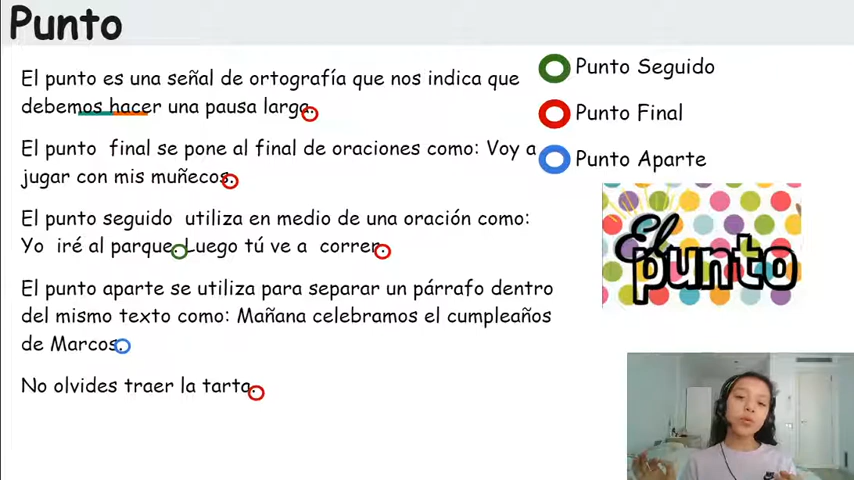 Punto
El punto es una señal de ortografía que nos indica que
debemos hacer una pausa larga.
El punto final se pone al final de oraciones como: Voy a
jugar con mis muñecos.
El punto seguido utiliza en medio de una oración como:
Yo iré al parque. Luego tú ve a correr.
El punto aparte se utiliza para separar un párrafo dentro
del mismo texto como: Mañana celebramos el cumpleaños
de Marcos.
No olvides traer la tarta.
Punto Seguido
Punto Final
Punto Aparte
El
punto